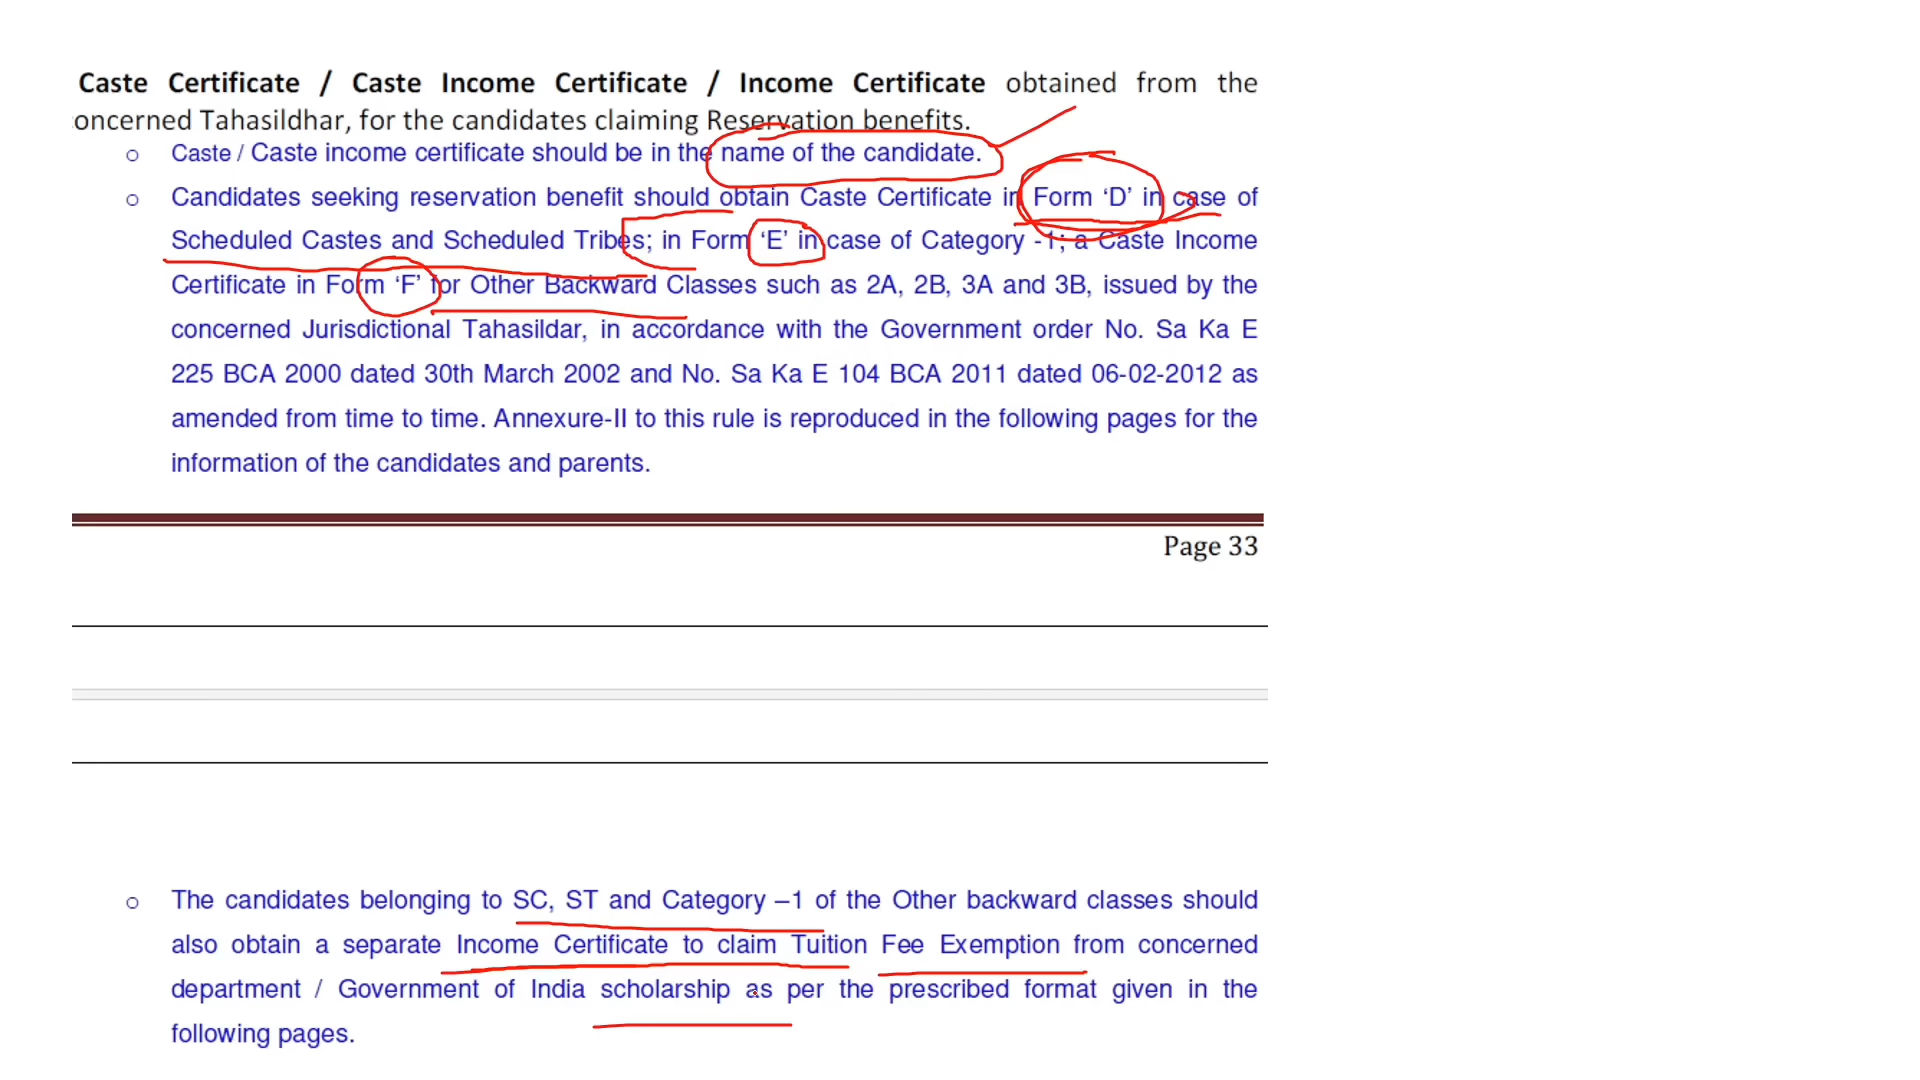 Caste Certificate / Caste Income Certificate / Income Certificate obtained from the
oncerned Tahasildhar, for the candidates claiming Reservation benefits.
o Caste / Caste income certificate should be in the name of the candidate.
o Candidates seeking reservation benefit should obtain Caste Certificate in Form ‘D’ in case of
Scheduled Castes and Scheduled Tribes; in Form ‘E’ in case of Category -1; a Caste Income
Certificate in Form ‘F’ for Other Backward Classes such as 2A, 2B, 3A and 3B, issued by the
concerned Jurisdictional Tahasildar, in accordance with the Government order No. Sa Ka E
225 BCA 2000 dated 30th March 2002 and No. Sa Ka E 104 BCA 2011 dated 06-02-2012 as
amended from time to time. Annexure-II to this rule is reproduced in the following pages for the
information of the candidates and parents.
Page 33
o The candidates belonging to SC, ST and Category –1 of the Other backward classes should
also obtain a separate Income Certificate to claim Tuition Fee Exemption from concerned
department / Government of India scholarship as per the prescribed format given in the
following pages.